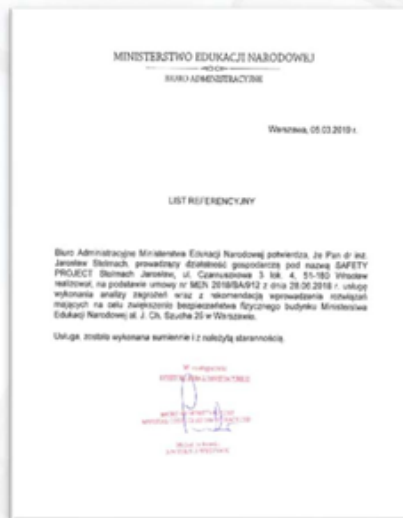 MINISTERSTWO EDUKACJI NARODOWEJ
BIURO ADMINISTRACYJNE
Warszawa, 05.03.2019 r.
LIST REFERENCYJNY
Biuro Administracyjne Ministerstwa Edukacji Narodowej potwierdza, że Pan dr inż.
Jarosław Stelmach, prowadzący działalność gospodarczą pod nazwą SAFETY
PROJECT Stelmach Jarosław, ul. 3 lok. 4, 51-180 Wrocław
realizował, na podstawie umowy nr MEN z dnia 28.06.2018 r. usługę
wykonania analizy zagrożeń wraz z rekomendacją wprowadzenia rozwiązań
mających na celu zwiększenie bezpieczeństwa fizycznego budynku Ministerstwa
Edukacji Narodowej al. J. Ch. Szucha 25 w Warszawie.
Usługa została wykonana sumiennie i z należytą starannością.